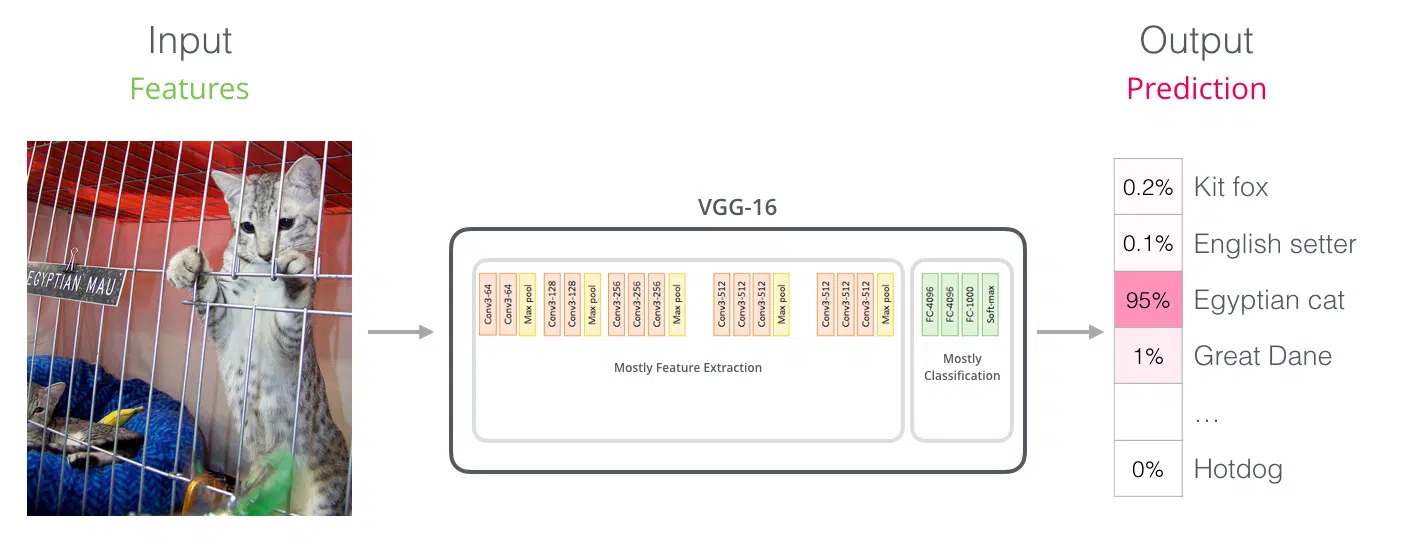 Input
Features
EGYPTIAN MAU
VGG-16
Conv3-64
Conv3-64
Max pool
Conv3-128
Conv3-128
Max pool
Conv3-256
Conv3-256
Conv3-256
Max pool
Conv3-512
Conv3-512
Conv3-512
Max pool
Conv3-512
Conv3-512
Conv3-512
Max pool
Mostly Feature Extraction
FC-4096
FC-4096
FC-1000
Soft-max
Mostly
Classification
Output
Prediction
0.2% Kit fox
0.1% English setter
95% Egyptian cat
1% Great Dane
...
0% Hotdog